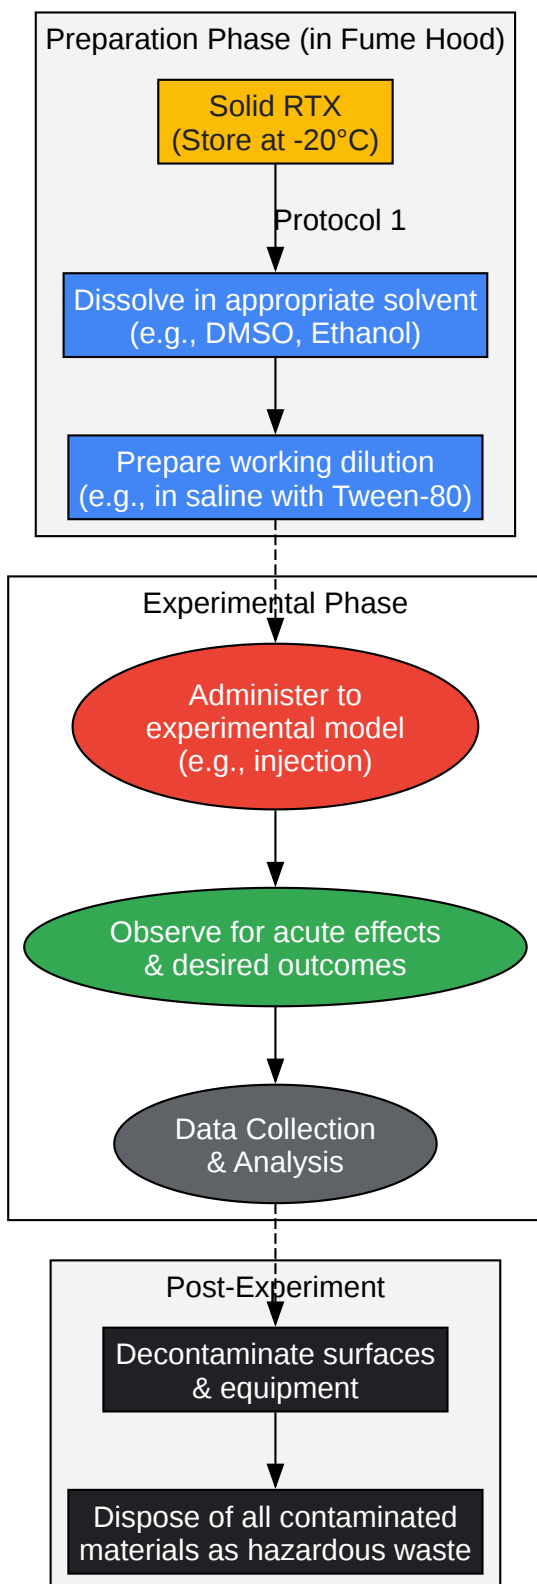 Preparation Phase (in Fume Hood)
Solid RTX
(Store at -20°C)
Protocol 1
Dissolve in appropriate solvent
(e.g., DMSO, Ethanol)
Prepare working dilution
(e.g., in saline with Tween-80)
Experimental Phase
Administer to
experimental model
(e.g., injection)
Observe for acute effects
& desired outcomes
Data Collection
& Analysis
Post-Experiment
Decontaminate surfaces
& equipment
Dispose of all contaminated
materials as hazardous waste